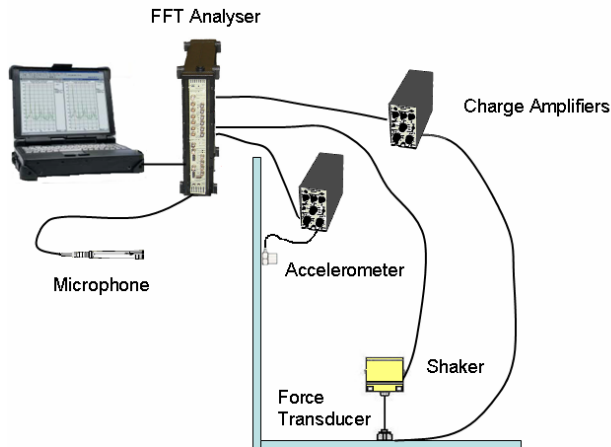 FFT Analyser
Charge Amplifiers
Accelerometer
Microphone
Shaker
Force
Transducer